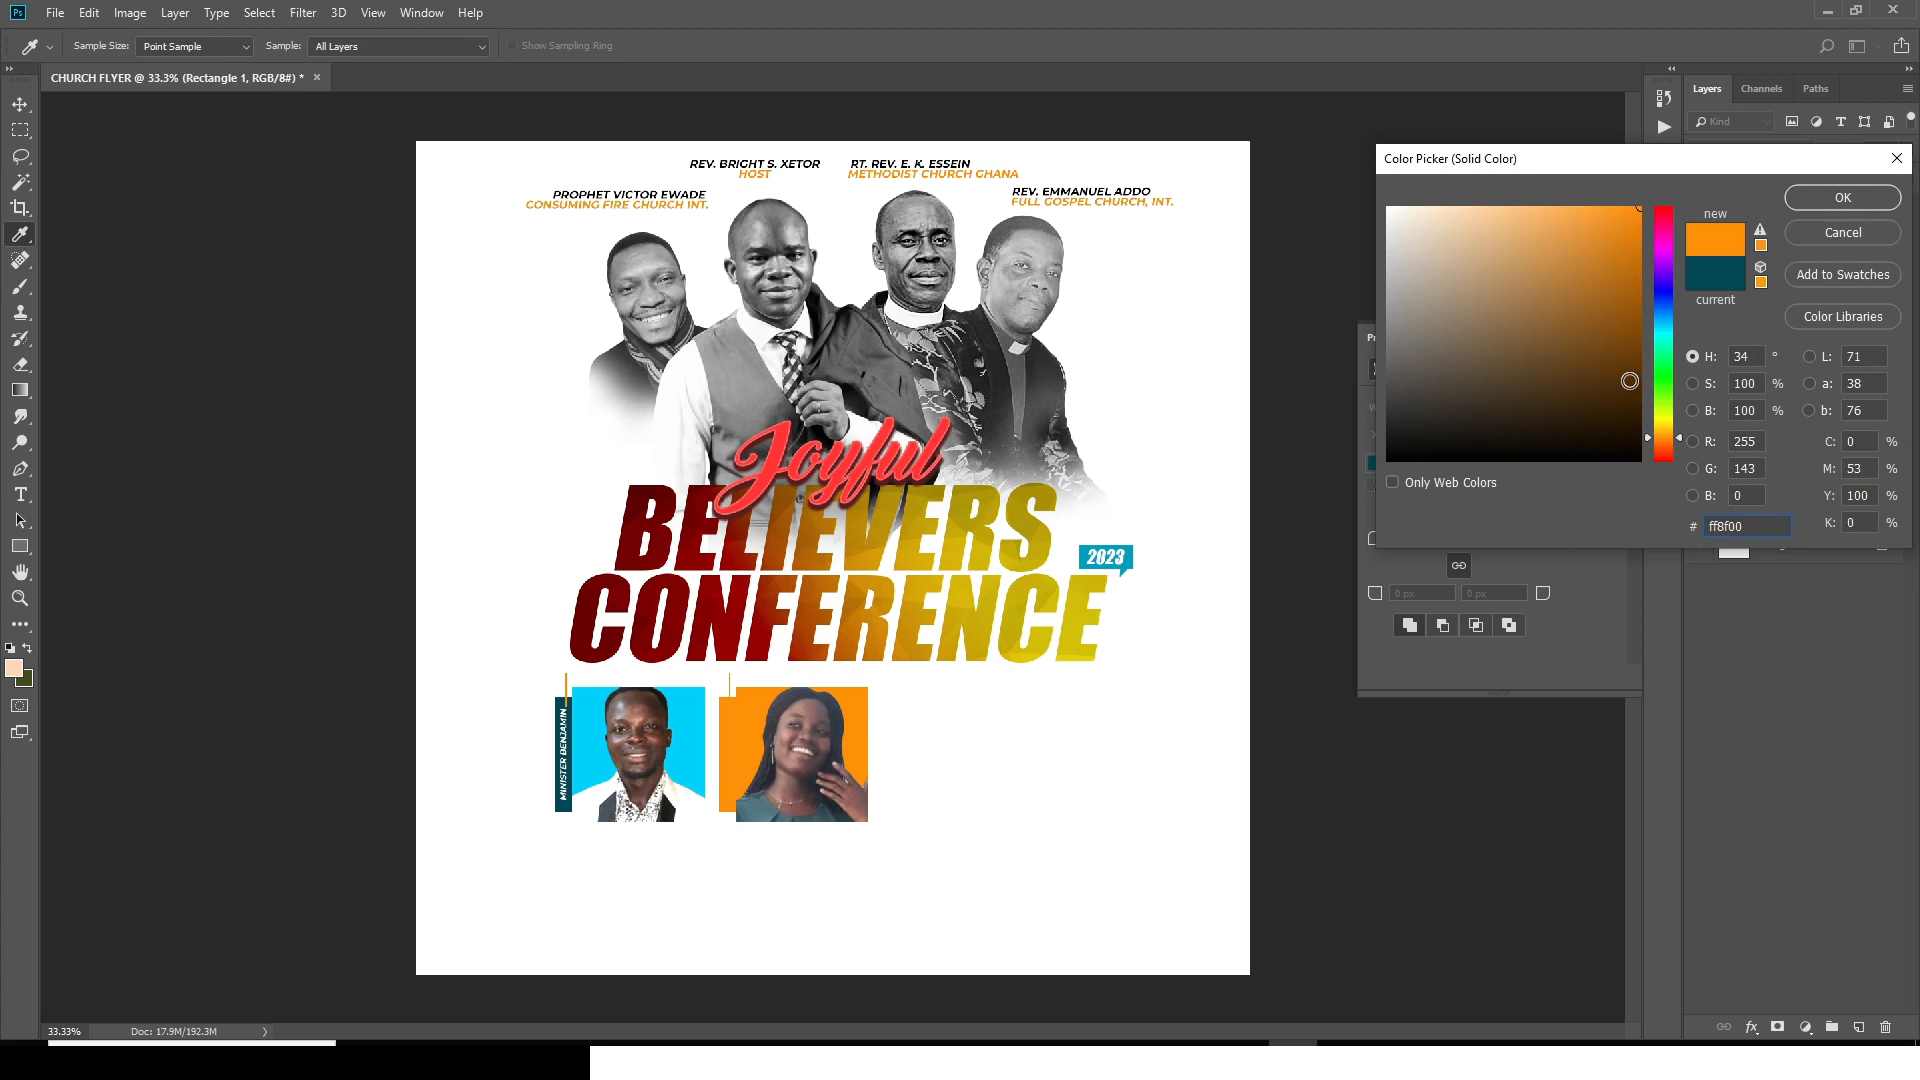 Ps File Edit Image Layer Type Select Filter 3D View Window Help
Sample Size: Point Sample Sample: All Layers Show Sampling Ring
CHURCH FLYER @ 33.3% (Rectangle 1, RGB/8#) * ×
Layers Channels Paths
Kind
REV. BRIGHT S. XETOR
HOST
RT. REV. E. K. ESSEIN
METHODIST CHURCH GHANA
PROPHET VICTOR EWADE
CONSUMING FIRE CHURCH INT.
REV. EMMANUEL ADDO
FULL GOSPEL CHURCH, INT.
Joyful
BELIEVERS
2023
CONFERENCE
MINISTER BENJAMIN
Color Picker (Solid Color)
new
current
OK
Cancel
Add to Swatches
Color Libraries
H: 34 ° L: 71
S: 100 % a: 38
B: 100 % b: 76
R: 255 C: 0 %
G: 143 M: 53 %
B: 0 Y: 100 %
# ff8f00 K: 0 %
Only Web Colors
0 px 0 px
33.33% Doc: 17.9M/192.3M